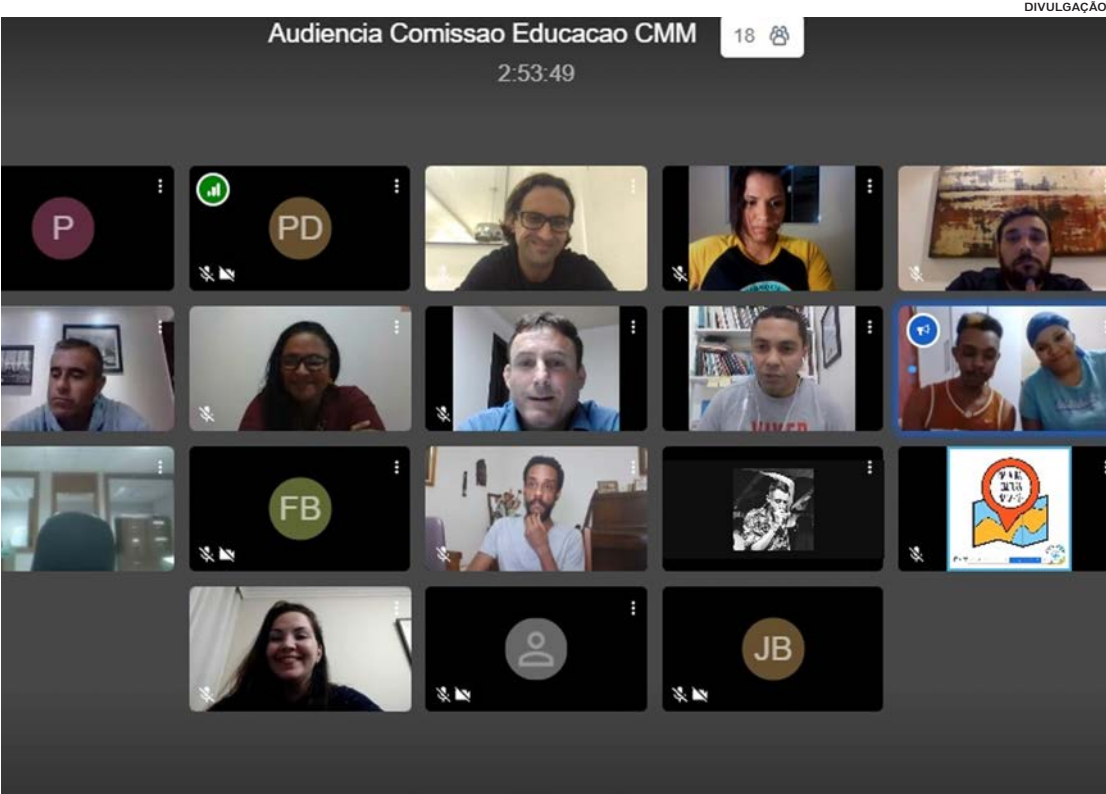 DIVULGAÇÃO
Audiencia Comissao Educacao CMM
18
2:53:49
P
PD
FB
JB